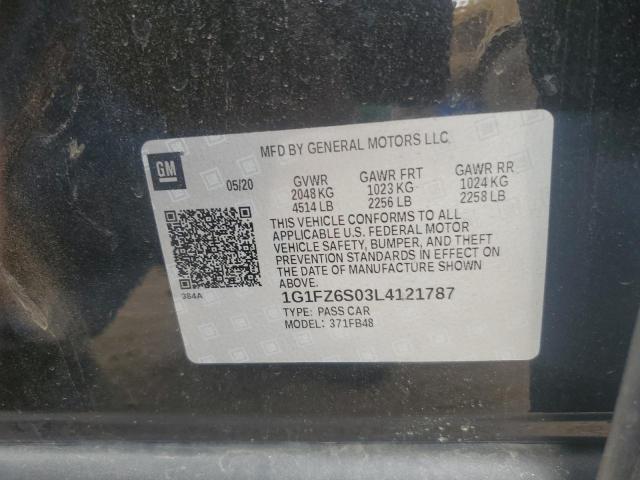 MFD BY GENERAL MOTORS LLC
GM
05/20
GVWR GAWR FRT GAWR RR
2048 KG 1023 KG 1024 KG
4514 LB 2256 LB 2258 LB
THIS VEHICLE CONFORMS TO ALL
APPLICABLE U.S. FEDERAL MOTOR
VEHICLE SAFETY, BUMPER, AND THEFT
PREVENTION STANDARDS IN EFFECT ON
THE DATE OF MANUFACTURE SHOWN
ABOVE.
384A
1G1FZ6S03L4121787
TYPE: PASS CAR
MODEL: 371FB48